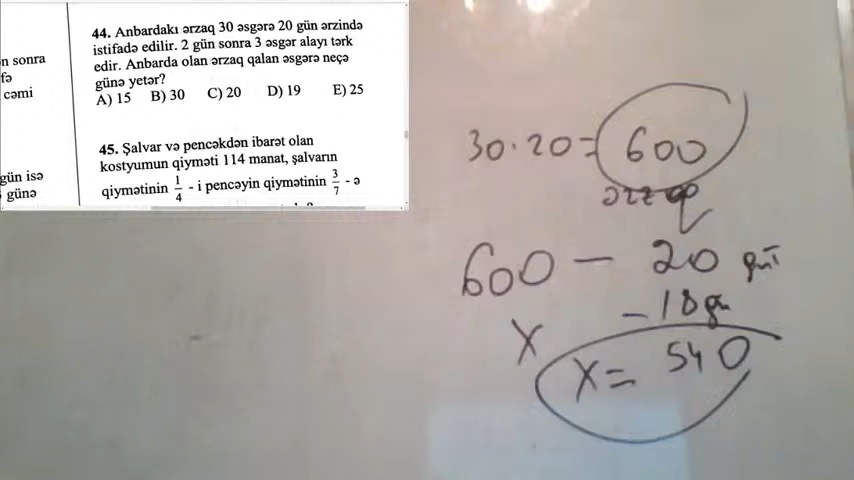 n sonra
fə
cəmi
gün isə
günə
44. Anbardakı ərzaq 30 əsgərə 20 gün ərzində
istifadə edilir. 2 gün sonra 3 əsgər alayı tərk
edir. Anbarda olan ərzaq qalan əsgərə neçə
günə yetər?
A) 15 B) 30 C) 20 D) 19 E) 25
45. Şalvar və pencəkdən ibarət olan
kostyumun qiyməti 114 manat, şalvarın
qiymətinin 1/4 - i pencəyin qiymətinin 3/7 - ə
30·20=600
ərzaq
600 — 20 gün
x — 18 gün
x= 540